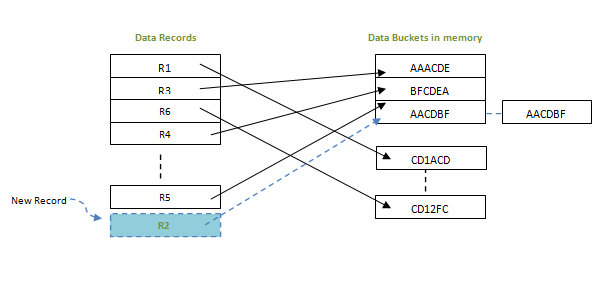 Data Records
Data Buckets in memory
R1
AAACDE
R3
BFCDEA
R6
AACDBF
AACDBF
R4
CD1ACD
R5
CD12FC
New Record
R2